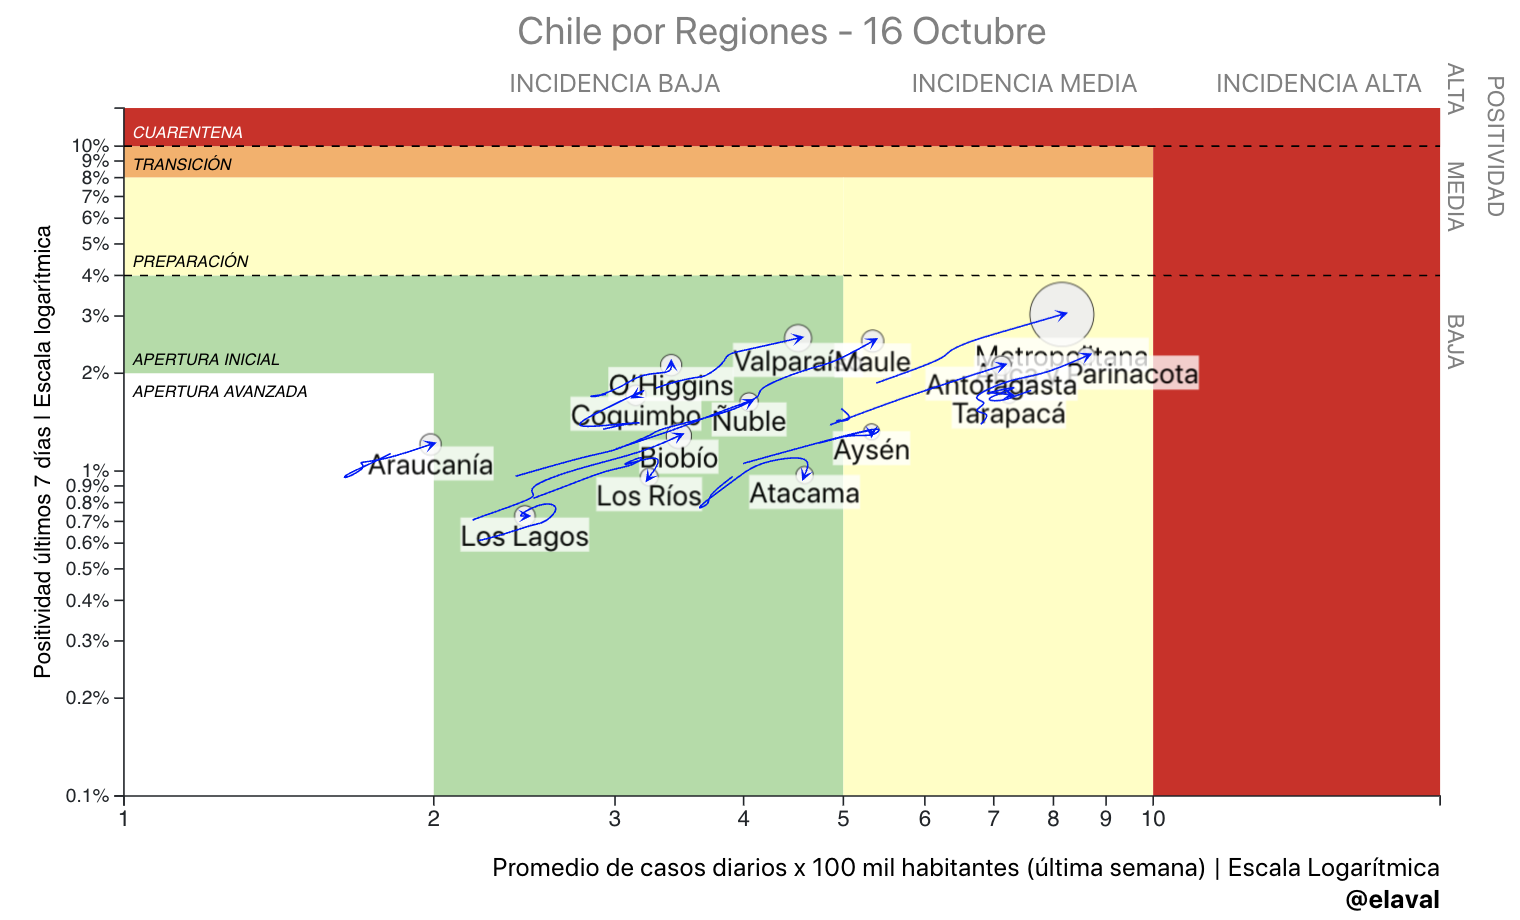 Chile por Regiones - 16 Octubre
INCIDENCIA BAJA
INCIDENCIA MEDIA
INCIDENCIA ALTA
ALTA
MEDIA
BAJA
POSITIVIDAD
Positividad últimos 7 días | Escala logarítmica
10%
9%
8%
7%
6%
5%
4%
3%
2%
1%
0.9%
0.8%
0.7%
0.6%
0.5%
0.4%
0.3%
0.2%
0.1%
CUARENTENA
TRANSICIÓN
PREPARACIÓN
APERTURA INICIAL
APERTURA AVANZADA
Valparaí
Maule
Metropolitana
Parinacota
O'Higgins
Antofagasta
Coquimbo
Ñuble
Tarapacá
Araucanía
Biobío
Aysén
Los Ríos
Atacama
Los Lagos
1
2
3
4
5
6
7
8
9
10
Promedio de casos diarios x 100 mil habitantes (última semana) | Escala Logarítmica
@elaval